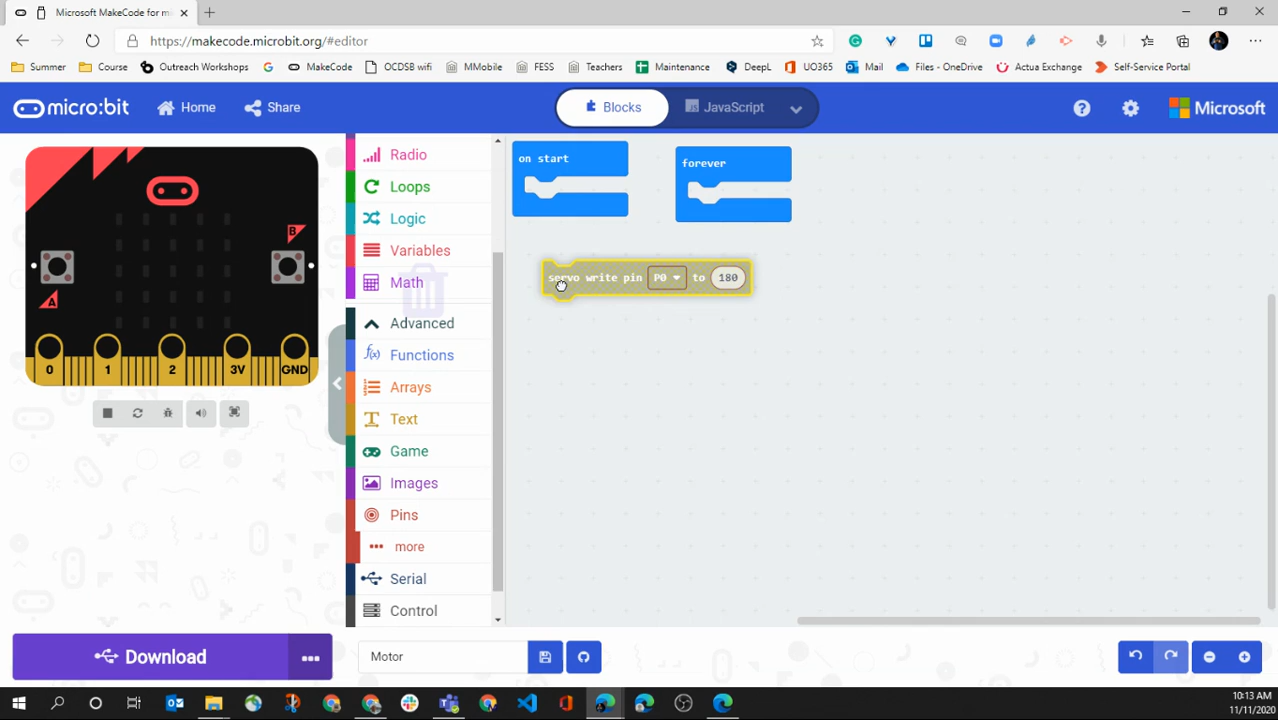 Microsoft MakeCode for mi
https://makecode.microbit.org/#editor
Summer Course Outreach Workshops MakeCode OCDSB wifi MMobile FESS Teachers Maintenance DeepL UO365 Mail Files - OneDrive Actua Exchange Self-Service Portal
micro:bit Home Share Blocks JavaScript Microsoft
Radio
Loops
Logic
Variables
Math
Advanced
Functions
Arrays
Text
Game
Images
Pins
more
Serial
Control
on start
forever
servo write pin P0 to 180
B
A
0 1 2 3V GND
Download
Motor
10:13 AM
11/11/2020